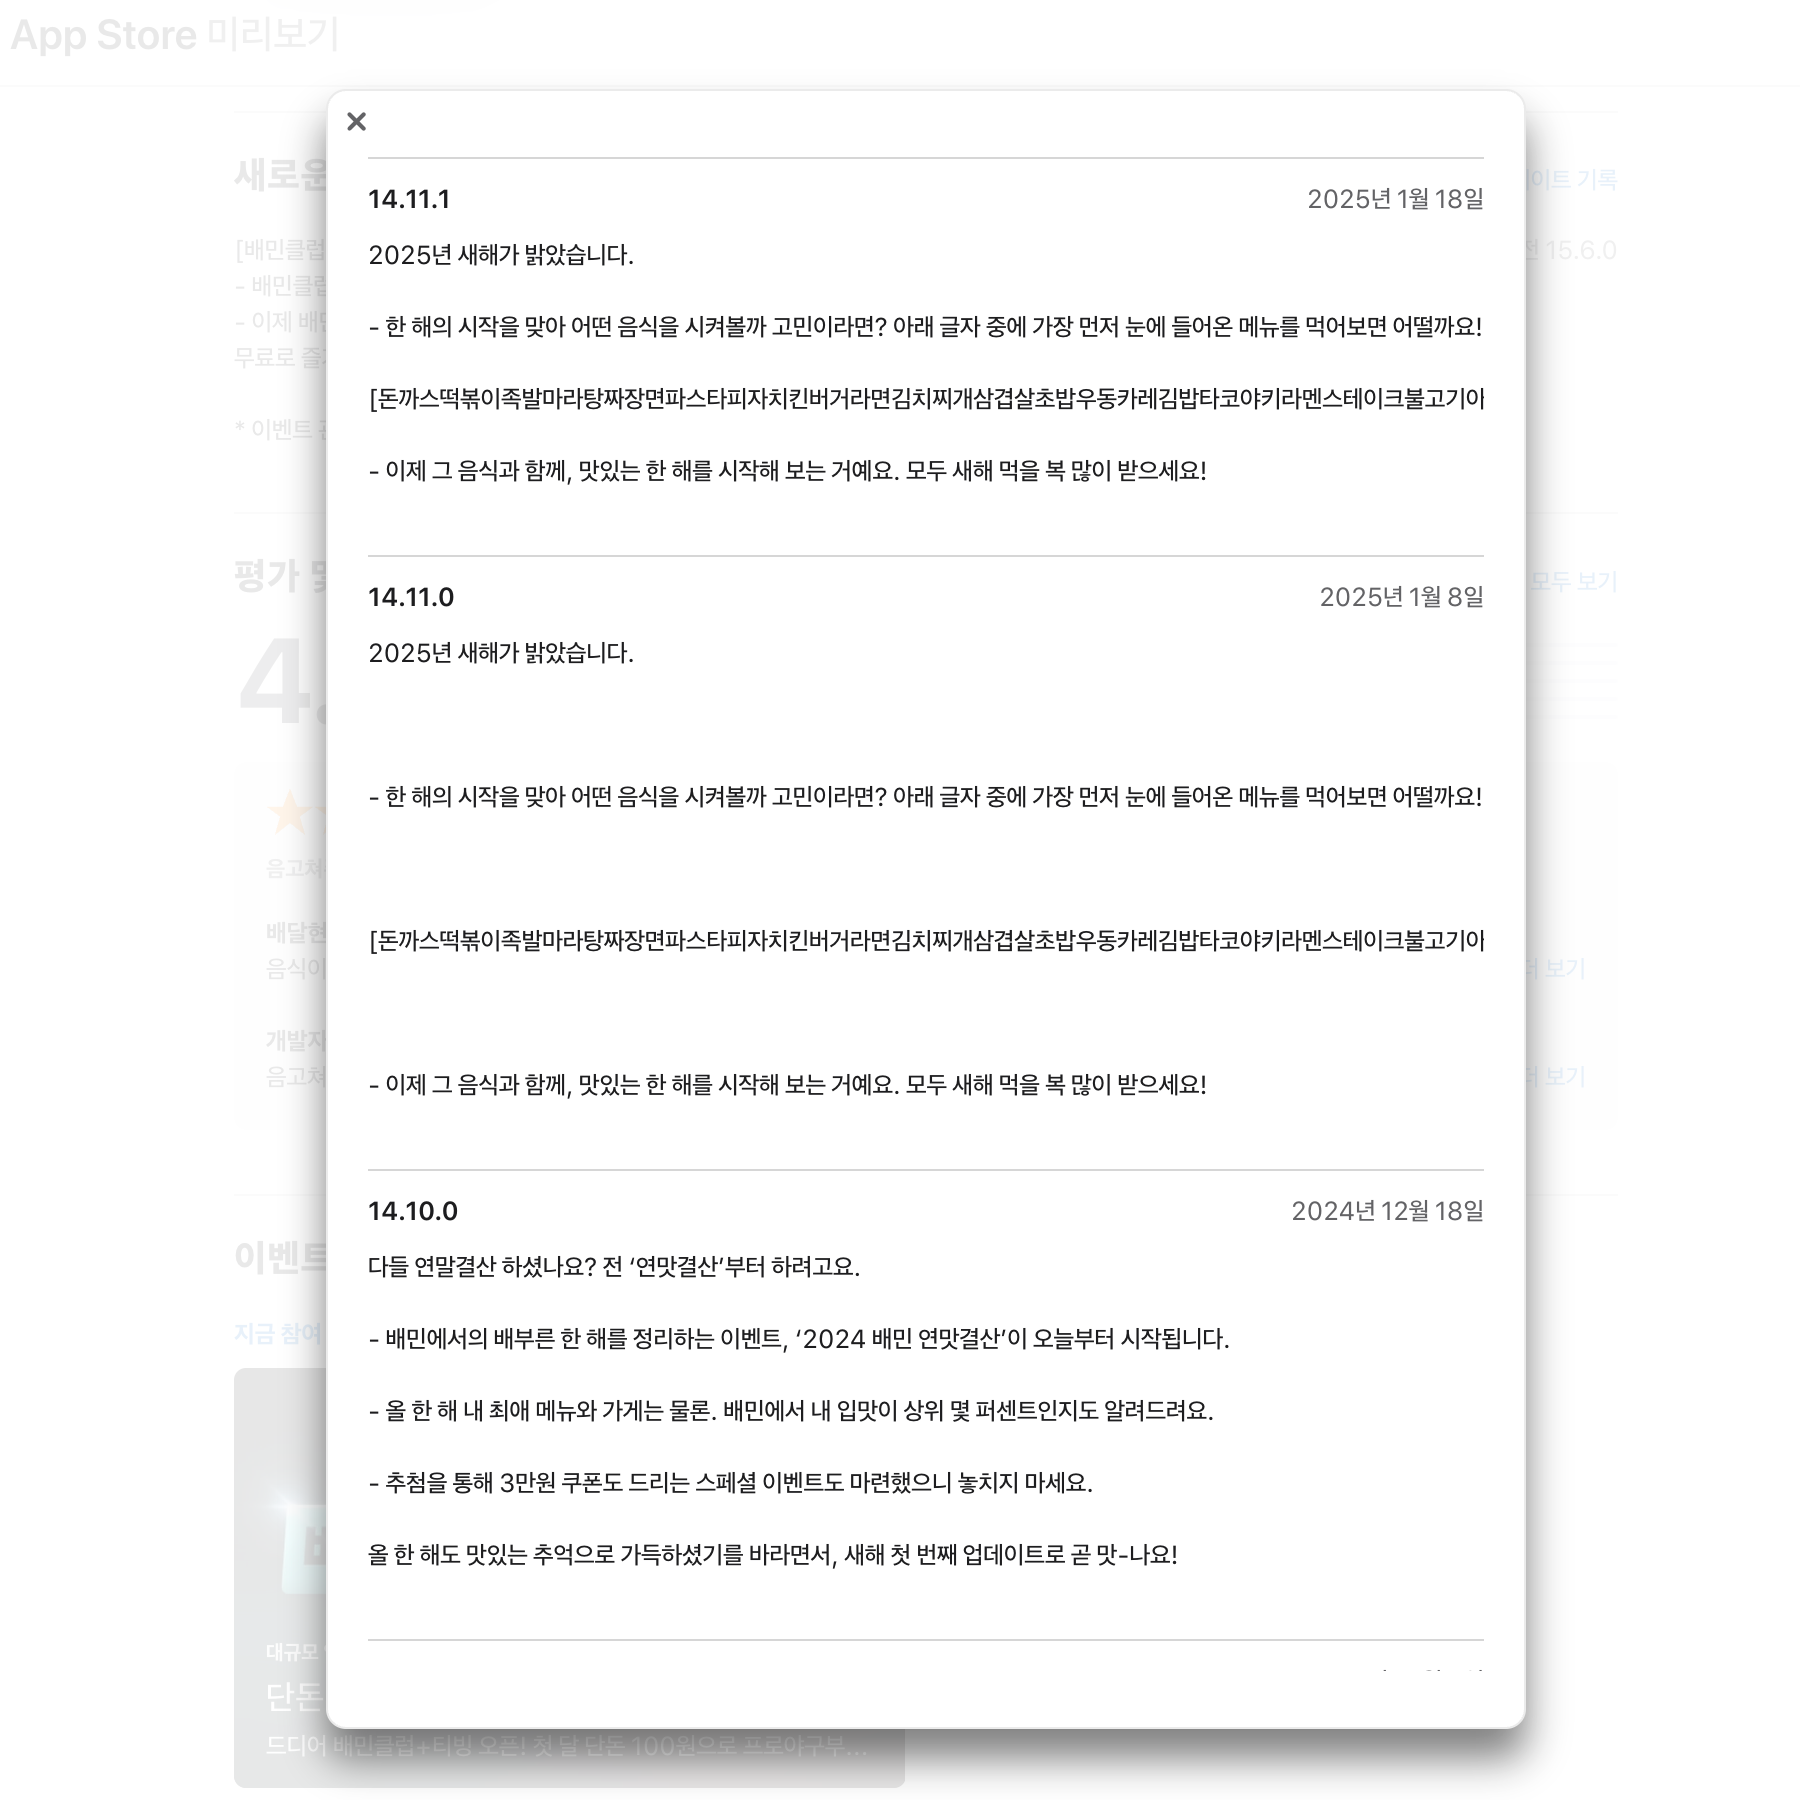 App Store 미리보기
새로운
이트 기록
[배민클럽
15.6.0
- 배민클럽
- 이제 배민
무료로 즐
* 이벤트
평가 및
모두 보기
4.
음고쳐
배달현
음식이
더 보기
개발자
음고쳐
더 보기
이벤트
지금 참여
대규모
단돈
드디어 배민클럽+티빙 오픈! 첫 달 단돈 100원으로 프로야구부...
14.11.1
2025년 1월 18일
2025년 새해가 밝았습니다.
- 한 해의 시작을 맞아 어떤 음식을 시켜볼까 고민이라면? 아래 글자 중에 가장 먼저 눈에 들어온 메뉴를 먹어보면 어떨까요!
[돈까스떡볶이족발마라탕짜장면파스타피자치킨버거라면김치찌개삼겹살초밥우동카레김밥타코야키라멘스테이크불고기아
- 이제 그 음식과 함께, 맛있는 한 해를 시작해 보는 거예요. 모두 새해 먹을 복 많이 받으세요!
14.11.0
2025년 1월 8일
2025년 새해가 밝았습니다.
- 한 해의 시작을 맞아 어떤 음식을 시켜볼까 고민이라면? 아래 글자 중에 가장 먼저 눈에 들어온 메뉴를 먹어보면 어떨까요!
[돈까스떡볶이족발마라탕짜장면파스타피자치킨버거라면김치찌개삼겹살초밥우동카레김밥타코야키라멘스테이크불고기아
- 이제 그 음식과 함께, 맛있는 한 해를 시작해 보는 거예요. 모두 새해 먹을 복 많이 받으세요!
14.10.0
2024년 12월 18일
다들 연말결산 하셨나요? 전 ‘연맛결산’부터 하려고요.
- 배민에서의 배부른 한 해를 정리하는 이벤트, ‘2024 배민 연맛결산’이 오늘부터 시작됩니다.
- 올 한 해 내 최애 메뉴와 가게는 물론. 배민에서 내 입맛이 상위 몇 퍼센트인지도 알려드려요.
- 추첨을 통해 3만원 쿠폰도 드리는 스페셜 이벤트도 마련했으니 놓치지 마세요.
올 한 해도 맛있는 추억으로 가득하셨기를 바라면서, 새해 첫 번째 업데이트로 곧 맛-나요!